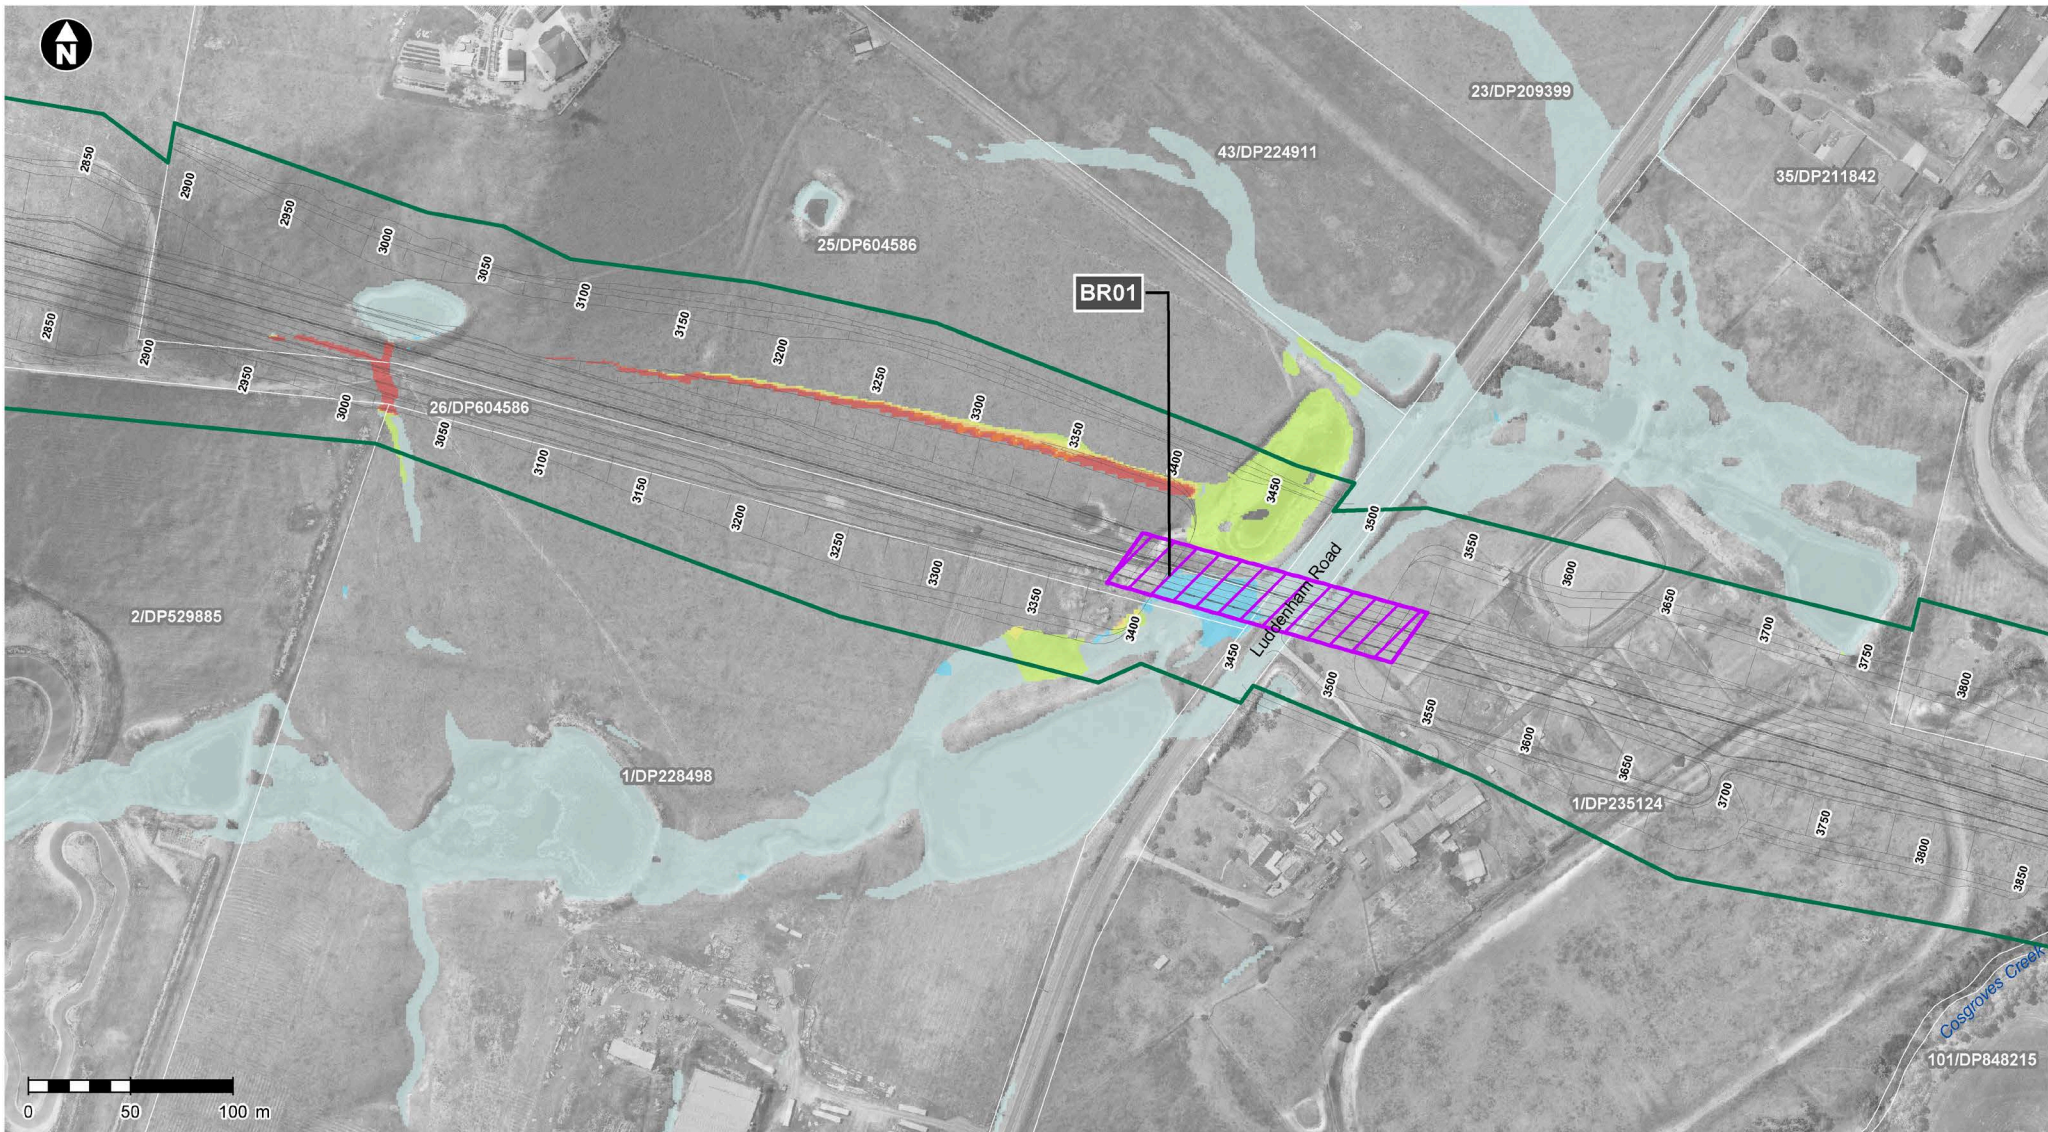 N
23/DP209399
43/DP224911
35/DP211842
25/DP604586
BR01
26/DP604586
2/DP529885
1/DP228498
1/DP235124
101/DP848215
Luddenham Road
Cosgroves Creek
2850
2900
2950
3000
3050
3100
3150
3200
3250
3300
3350
3400
3450
3500
3550
3600
3650
3700
3750
3800
2850
2900
2950
3000
3050
3100
3150
3200
3250
3300
3350
3400
3450
3500
3550
3600
3650
3700
3750
3800
3850
0 50 100 m